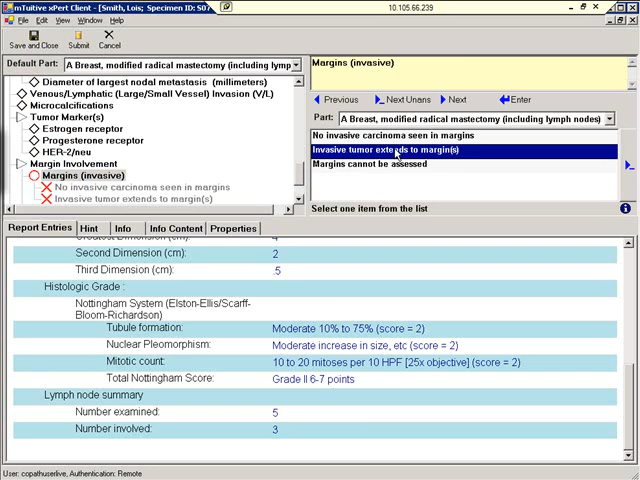 mTuitive xPert Client - [Smith, Lois; Specimen ID: S07
10.105.66.239
File Edit View Window Help
Save and Close Submit Cancel
Default Part: A Breast, modified radical mastectomy (including lymp
Diameter of largest nodal metastasis (millimeters)
Venous/Lymphatic (Large/Small Vessel) Invasion (V/L)
Microcalcifications
Tumor Marker(s)
Estrogen receptor
Progesterone receptor
HER-2/neu
Margin Involvement
Margins (invasive)
No invasive carcinoma seen in margins
Invasive tumor extends to margin(s)
Margins (invasive)
Previous Next Unans Next Enter
Part: A Breast, modified radical mastectomy (including lymph nodes)
No invasive carcinoma seen in margins
Invasive tumor extends to margin(s)
Margins cannot be assessed
Select one item from the list
Report Entries Hint Info Info Content Properties
Greatest Dimension (cm): 4
Second Dimension (cm): 2
Third Dimension (cm): .5
Histologic Grade :
Nottingham System (Elston-Ellis/Scarff-
Bloom-Richardson)
Tubule formation: Moderate 10% to 75% (score = 2)
Nuclear Pleomorphism: Moderate increase in size, etc (score = 2)
Mitotic count: 10 to 20 mitoses per 10 HPF [25x objective] (score = 2)
Total Nottingham Score: Grade II 6-7 points
Lymph node summary
Number examined: 5
Number involved: 3
User: copathuserlive, Authentication: Remote